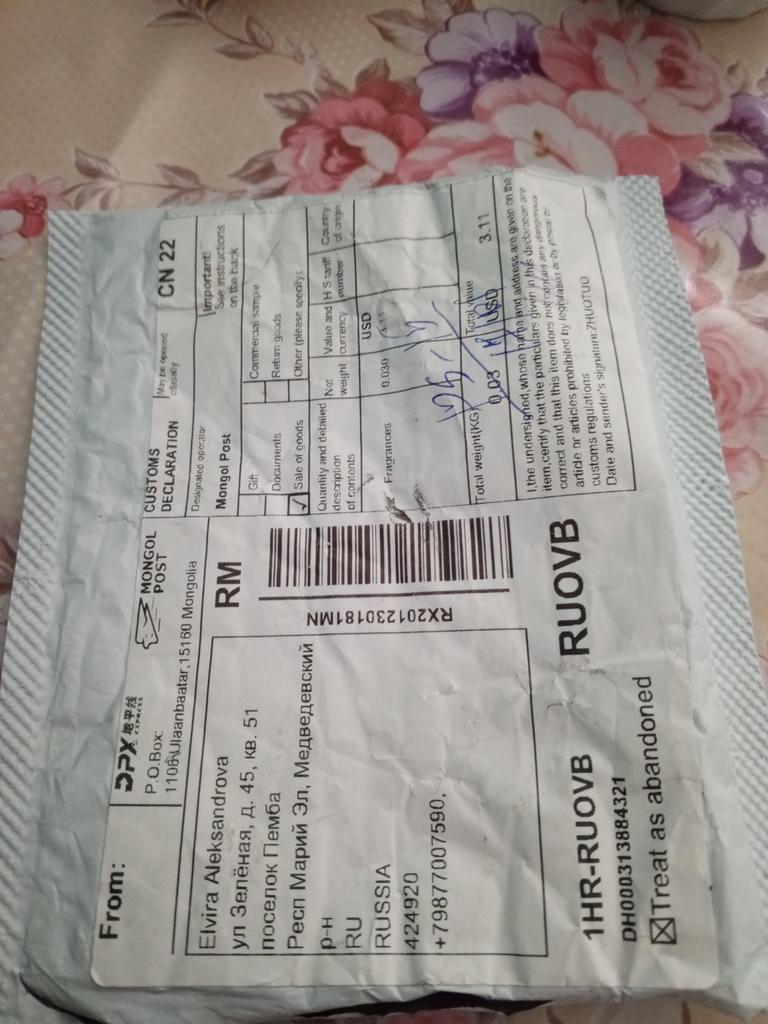 From:
DPX 地平线
EXPRESS
MONGOL
POST
P.O.Box:
1106\Ulaanbaatar,15160 Mongolia
CUSTOMS
DECLARATION
May be opened
officially
CN 22
Designated operator
Mongol Post
Important!
See instructions
on the back
Gift
Commercial sample
Documents
Return goods
√ Sale of goods
Other (please specify):
Quantity and detailed
description
of contents
Net
weight
Value and
currency
H S tariff
number
Country
of origin
USD
Fragrances 0.030 3.11
Total weight(KG) Total value
0.03 USD 3.11
I,the undersigned,whose name and address are given on the
item,certify that the particulars given in this declaration are
correct and that this item does not contain any dangerous
article or articles prohibited by legislation or by postal or
customs regulations
Date and sender's signature:ZHUOTUO
Elvira Aleksandrova
ул Зелёная, д. 45, кв. 51
поселок Пемба
Респ Марий Эл, Медведевский
р-н
RU
RUSSIA
424920
+79877007590,
RM
RX201230181MN
1HR-RUOVB
RUOVB
DH000313884321
☒Treat as abandoned